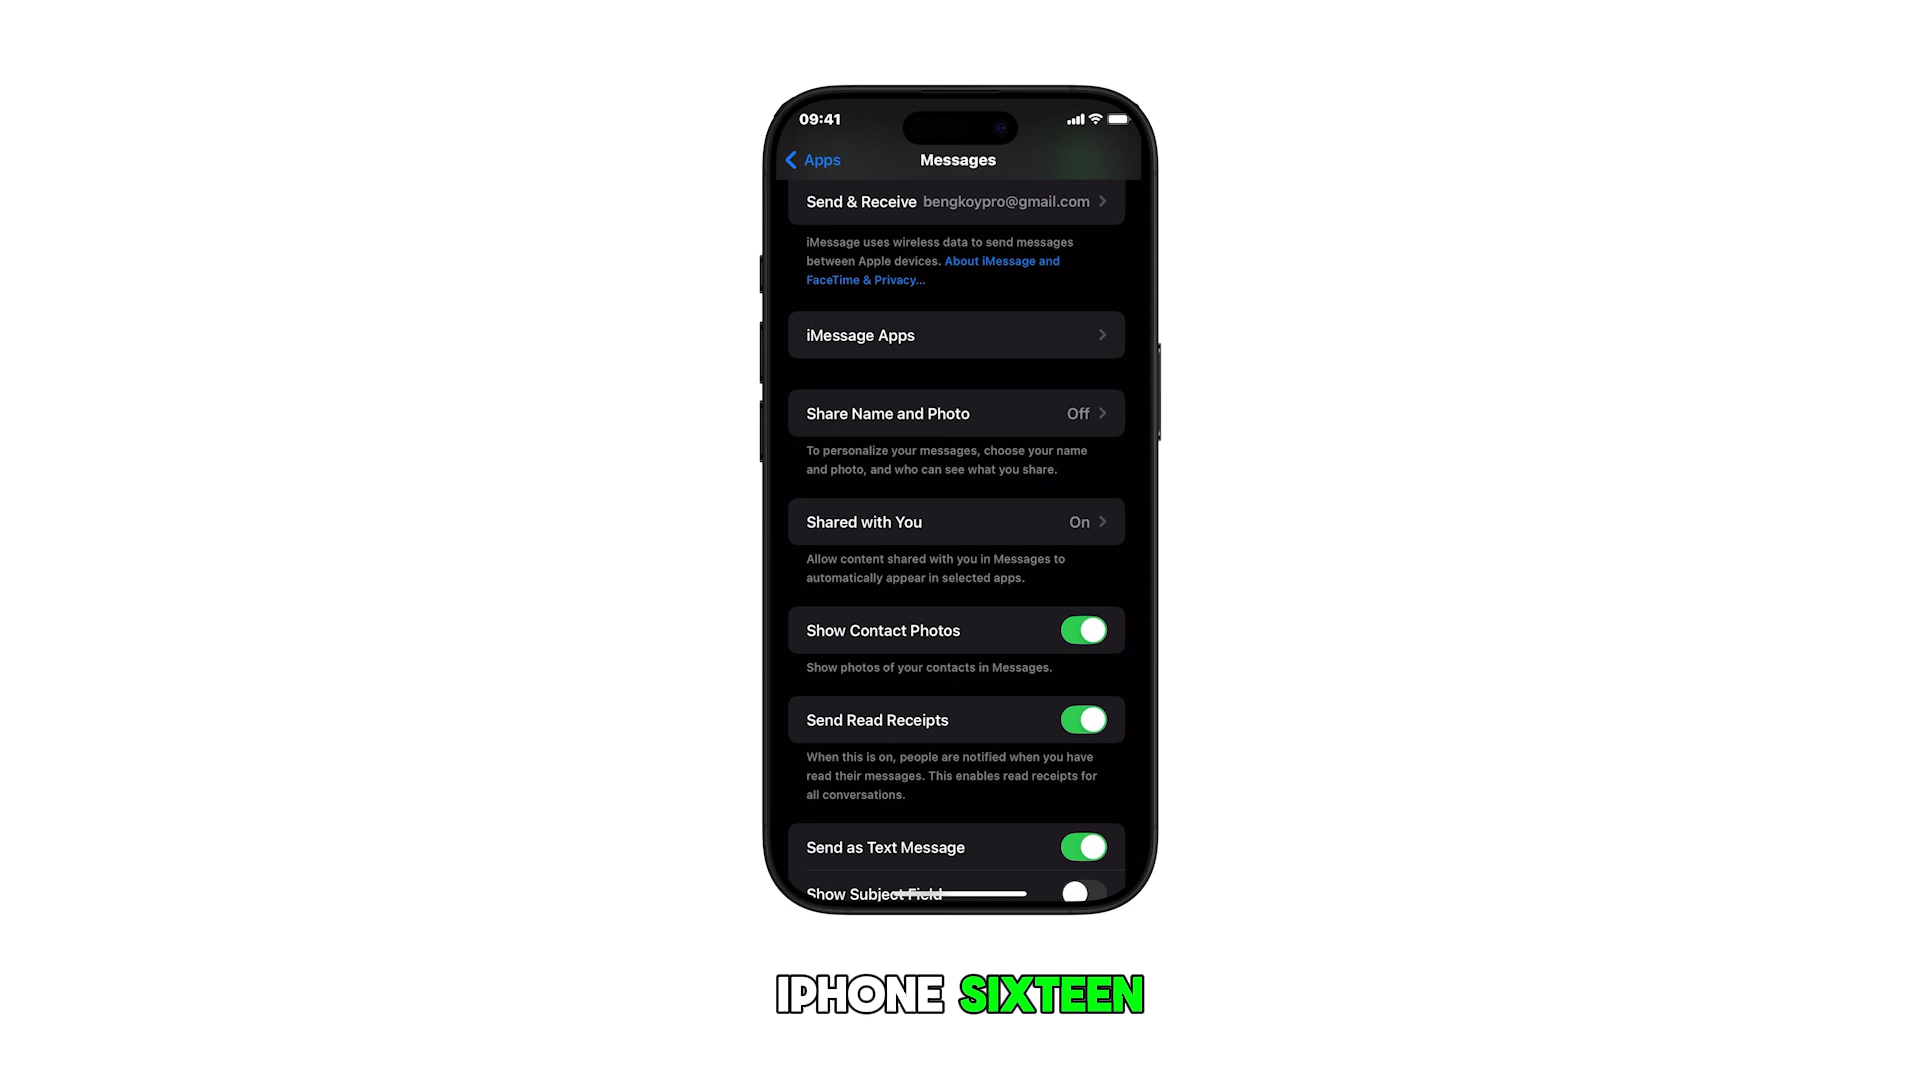 09:41
Apps
Messages
Send & Receive bengkoypro@gmail.com
iMessage uses wireless data to send messages
between Apple devices. About iMessage and
FaceTime & Privacy...
iMessage Apps
Share Name and Photo Off
To personalize your messages, choose your name
and photo, and who can see what you share.
Shared with You On
Allow content shared with you in Messages to
automatically appear in selected apps.
Show Contact Photos
Show photos of your contacts in Messages.
Send Read Receipts
When this is on, people are notified when you have
read their messages. This enables read receipts for
all conversations.
Send as Text Message
Show Subject Field
IPHONE SIXTEEN